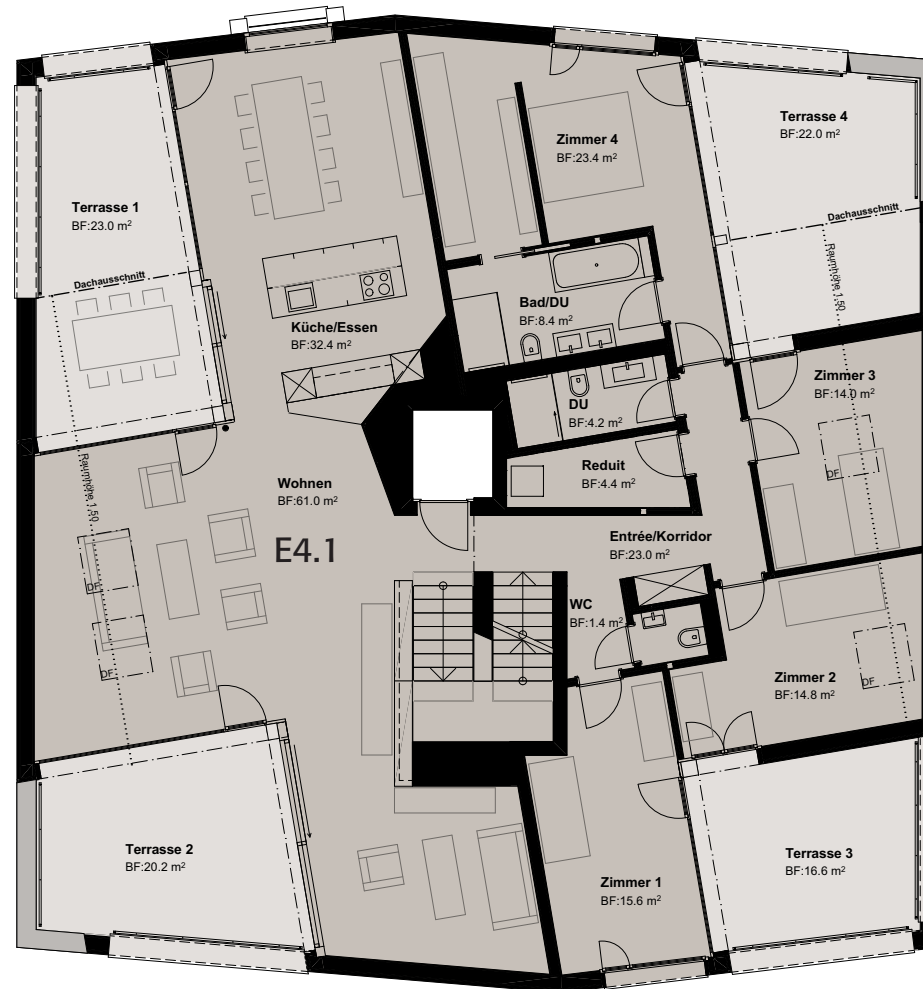 Zimmer 4
BF:23.4 m²
Terrasse 4
BF:22.0 m²
Terrasse 1
BF:23.0 m²
Dachausschnitt
Raumhöhe 1.50
Dachausschnitt
Bad/DU
BF:8.4 m²
Küche/Essen
BF:32.4 m²
Zimmer 3
BF:14.0 m²
DF
DU
BF:4.2 m²
Reduit
BF:4.4 m²
Wohnen
BF:61.0 m²
Raumhöhe 1.50
E4.1
Entrée/Korridor
BF:23.0 m²
DF
WC
BF:1.4 m²
DF
Zimmer 2
BF:14.8 m²
DF
Terrasse 2
BF:20.2 m²
Terrasse 3
BF:16.6 m²
Zimmer 1
BF:15.6 m²